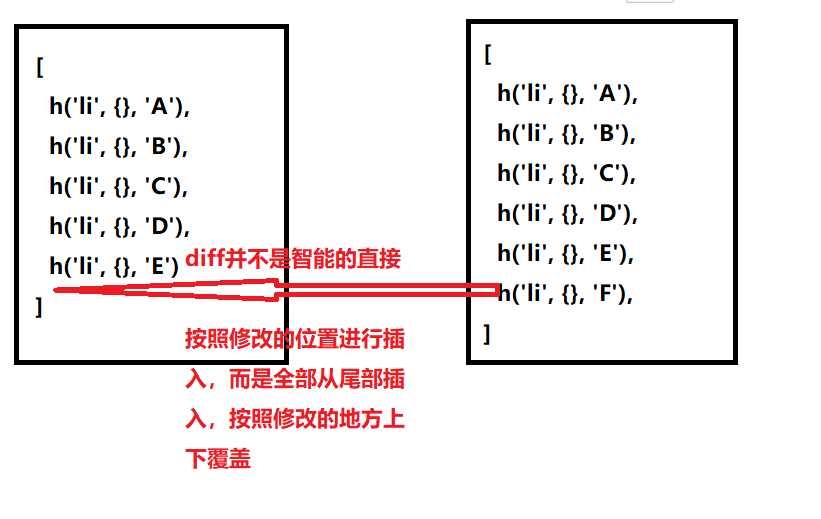 [
h('li', {}, 'A'),
h('li', {}, 'B'),
h('li', {}, 'C'),
h('li', {}, 'D'),
h('li', {}, 'E')
]
[
h('li', {}, 'A'),
h('li', {}, 'B'),
h('li', {}, 'C'),
h('li', {}, 'D'),
h('li', {}, 'E'),
h('li', {}, 'F'),
]
diff并不是智能的直接
按照修改的位置进行插
入，而是全部从尾部插
入，按照修改的地方上
下覆盖